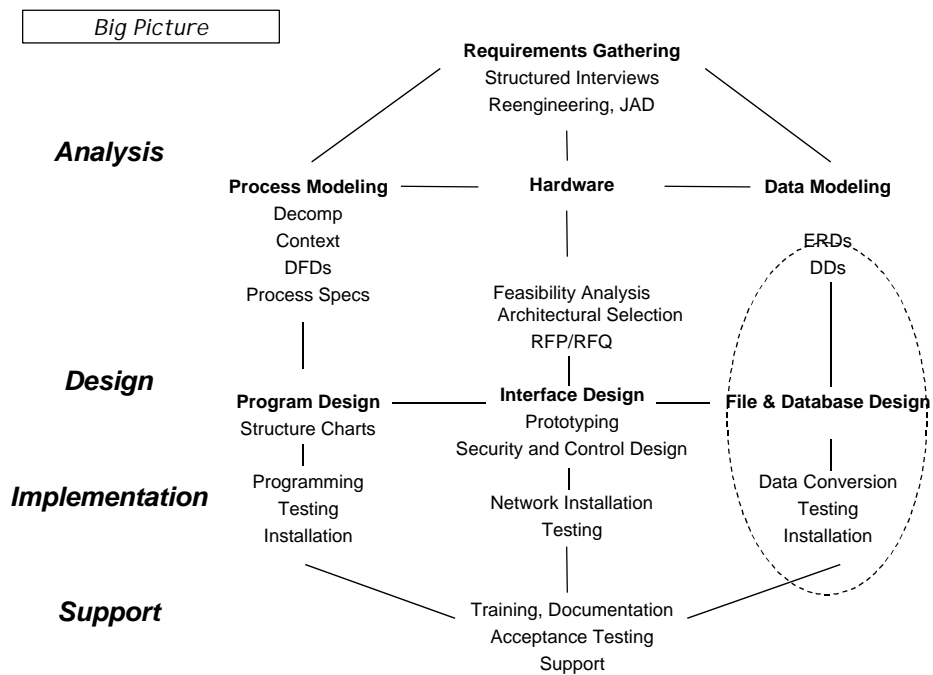 Big Picture
Requirements Gathering
Structured Interviews
Reengineering, JAD
Analysis
Process Modeling
Hardware
Data Modeling
Decomp
Context
DFDs
Process Specs
ERDs
DDs
Feasibility Analysis
Architectural Selection
RFP/RFQ
Design
Program Design
Structure Charts
Interface Design
Prototyping
Security and Control Design
File & Database Design
Implementation
Programming
Testing
Installation
Network Installation
Testing
Data Conversion
Testing
Installation
Support
Training, Documentation
Acceptance Testing
Support